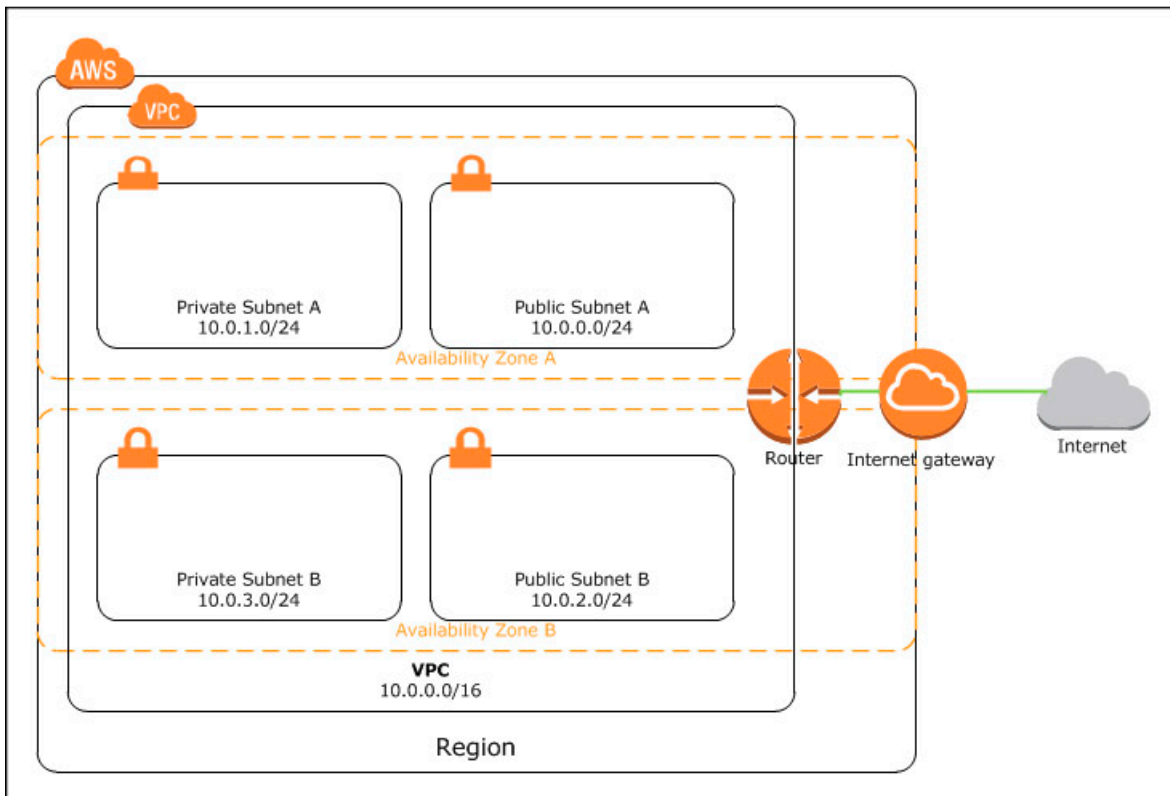 AWS
VPC
Private Subnet A
10.0.1.0/24
Public Subnet A
10.0.0.0/24
Availability Zone A
Router
Internet gateway
Internet
Private Subnet B
10.0.3.0/24
Public Subnet B
10.0.2.0/24
Availability Zone B
VPC
10.0.0.0/16
Region